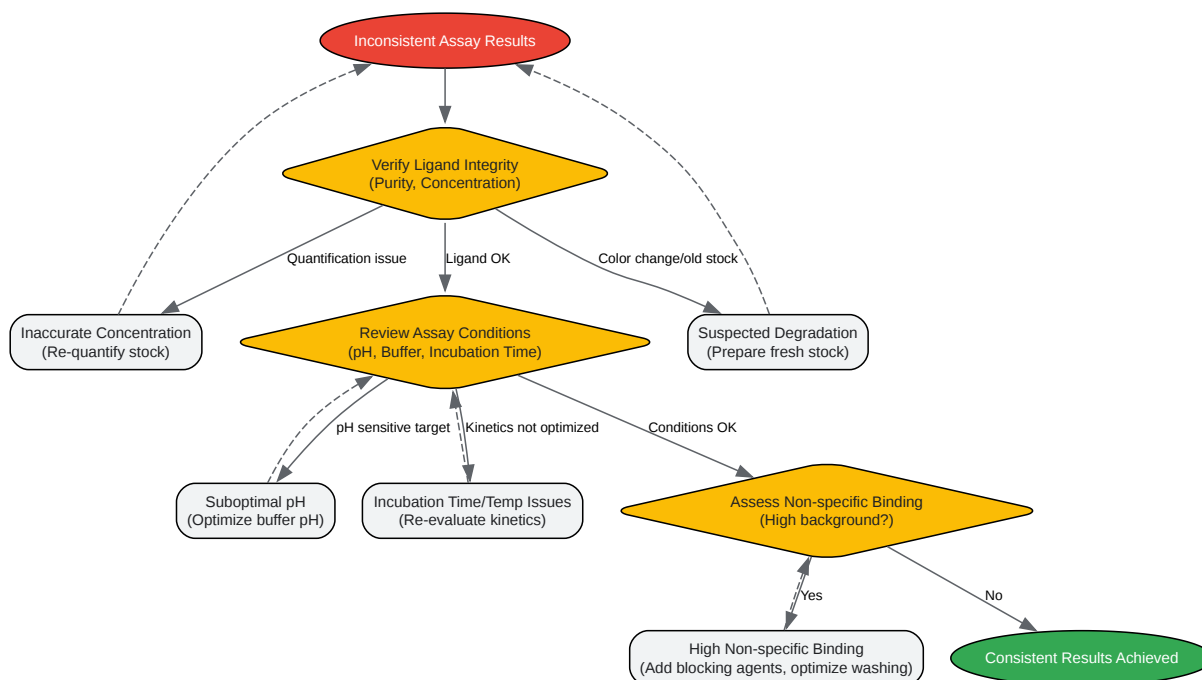 Inconsistent Assay Results
Verify Ligand Integrity
(Purity, Concentration)
Quantification issue
Ligand OK
Color change/old stock
Inaccurate Concentration
(Re-quantify stock)
Review Assay Conditions
(pH, Buffer, Incubation Time)
Suspected Degradation
(Prepare fresh stock)
pH sensitive target
Kinetics not optimized
Conditions OK
Suboptimal pH
(Optimize buffer pH)
Incubation Time/Temp Issues
(Re-evaluate kinetics)
Assess Non-specific Binding
(High background?)
Yes
No
High Non-specific Binding
(Add blocking agents, optimize washing)
Consistent Results Achieved